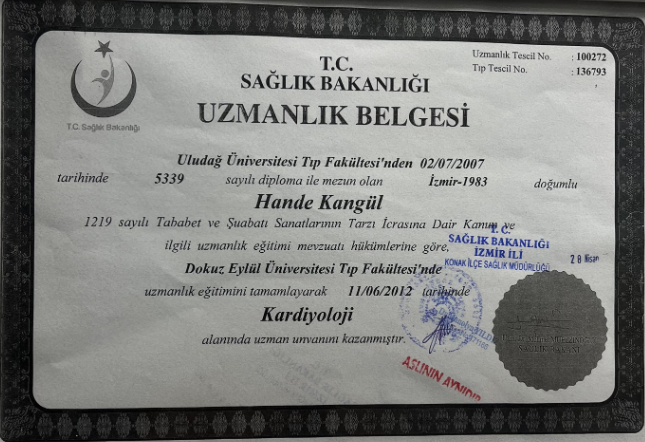 T.C. Sağlık Bakanlığı
T.C.
SAĞLIK BAKANLIĞI
UZMANLIK BELGESİ
Uzmanlık Tescil No. : 100272
Tıp Tescil No. : 136793
Uludağ Üniversitesi Tıp Fakültesi'nden 02/07/2007
tarihinde 5339 sayılı diploma ile mezun olan İzmir-1983 doğumlu
Hande Kangül
1219 sayılı Tababet ve Şuabatı Sanatlarının Tarzı İcrasına Dair Kanun ve
ilgili uzmanlık eğitimi mevzuatı hükümlerine göre,
Dokuz Eylül Üniversitesi Tıp Fakültesi'nde
uzmanlık eğitimini tamamlayarak 11/06/2012 tarihinde
Kardiyoloji
alanında uzman unvanını kazanmıştır.
T.C.
SAĞLIK BAKANLIĞI
İZMİR İLİ
KONAK İLÇE SAĞLIK MÜDÜRLÜĞÜ
28 Nisan
ASLININ AYNIDIR